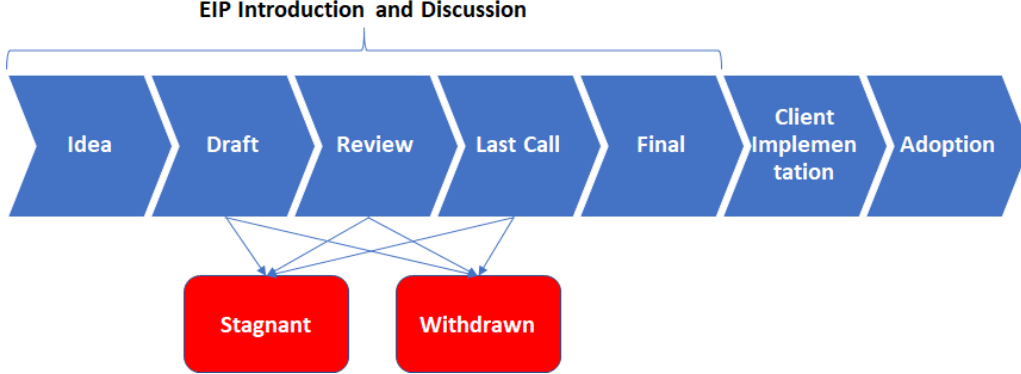 EIP Introduction and Discussion
Idea
Draft
Review
Last Call
Final
Client
Implemen
tation
Adoption
Stagnant
Withdrawn